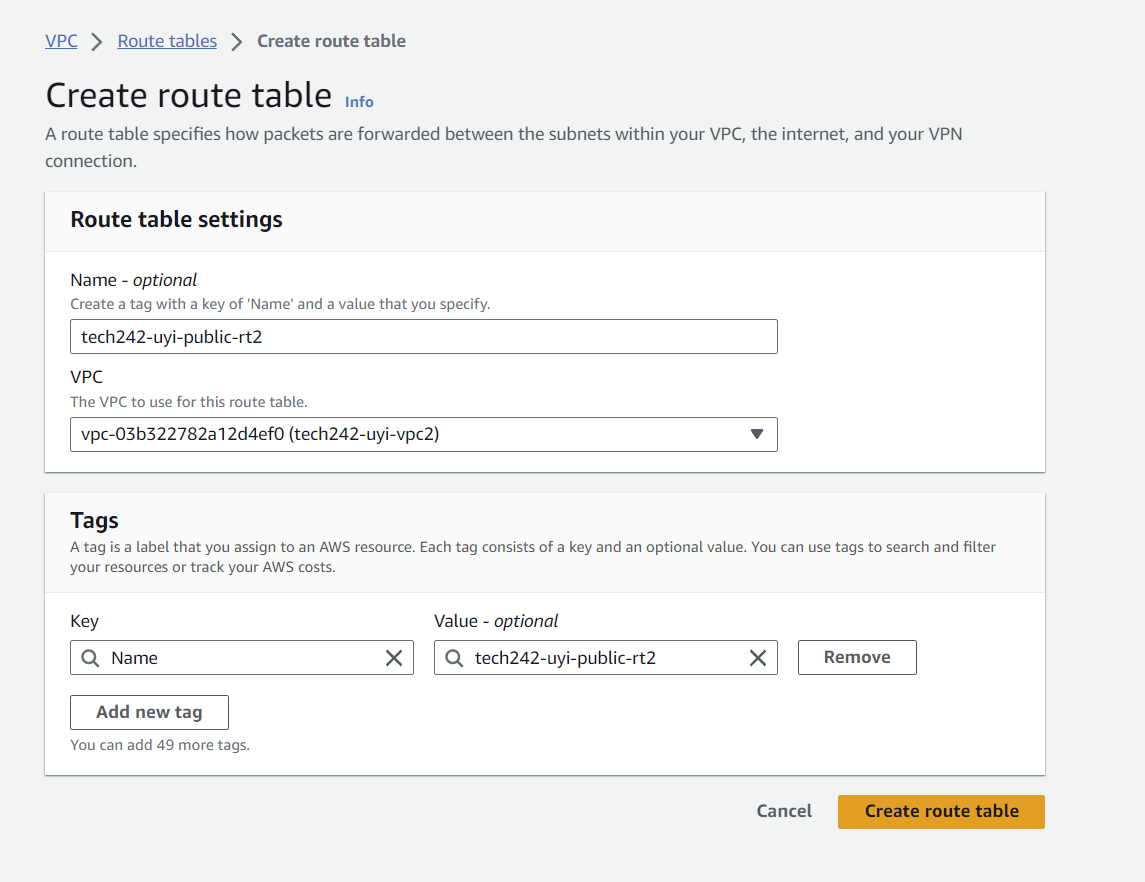 VPC > Route tables > Create route table
Create route table Info
A route table specifies how packets are forwarded between the subnets within your VPC, the internet, and your VPN
connection.
Route table settings
Name - optional
Create a tag with a key of 'Name' and a value that you specify.
tech242-uyi-public-rt2
VPC
The VPC to use for this route table.
vpc-03b322782a12d4ef0 (tech242-uyi-vpc2)
Tags
A tag is a label that you assign to an AWS resource. Each tag consists of a key and an optional value. You can use tags to search and filter
your resources or track your AWS costs.
Key Value - optional
Name tech242-uyi-public-rt2 Remove
Add new tag
You can add 49 more tags.
Cancel Create route table